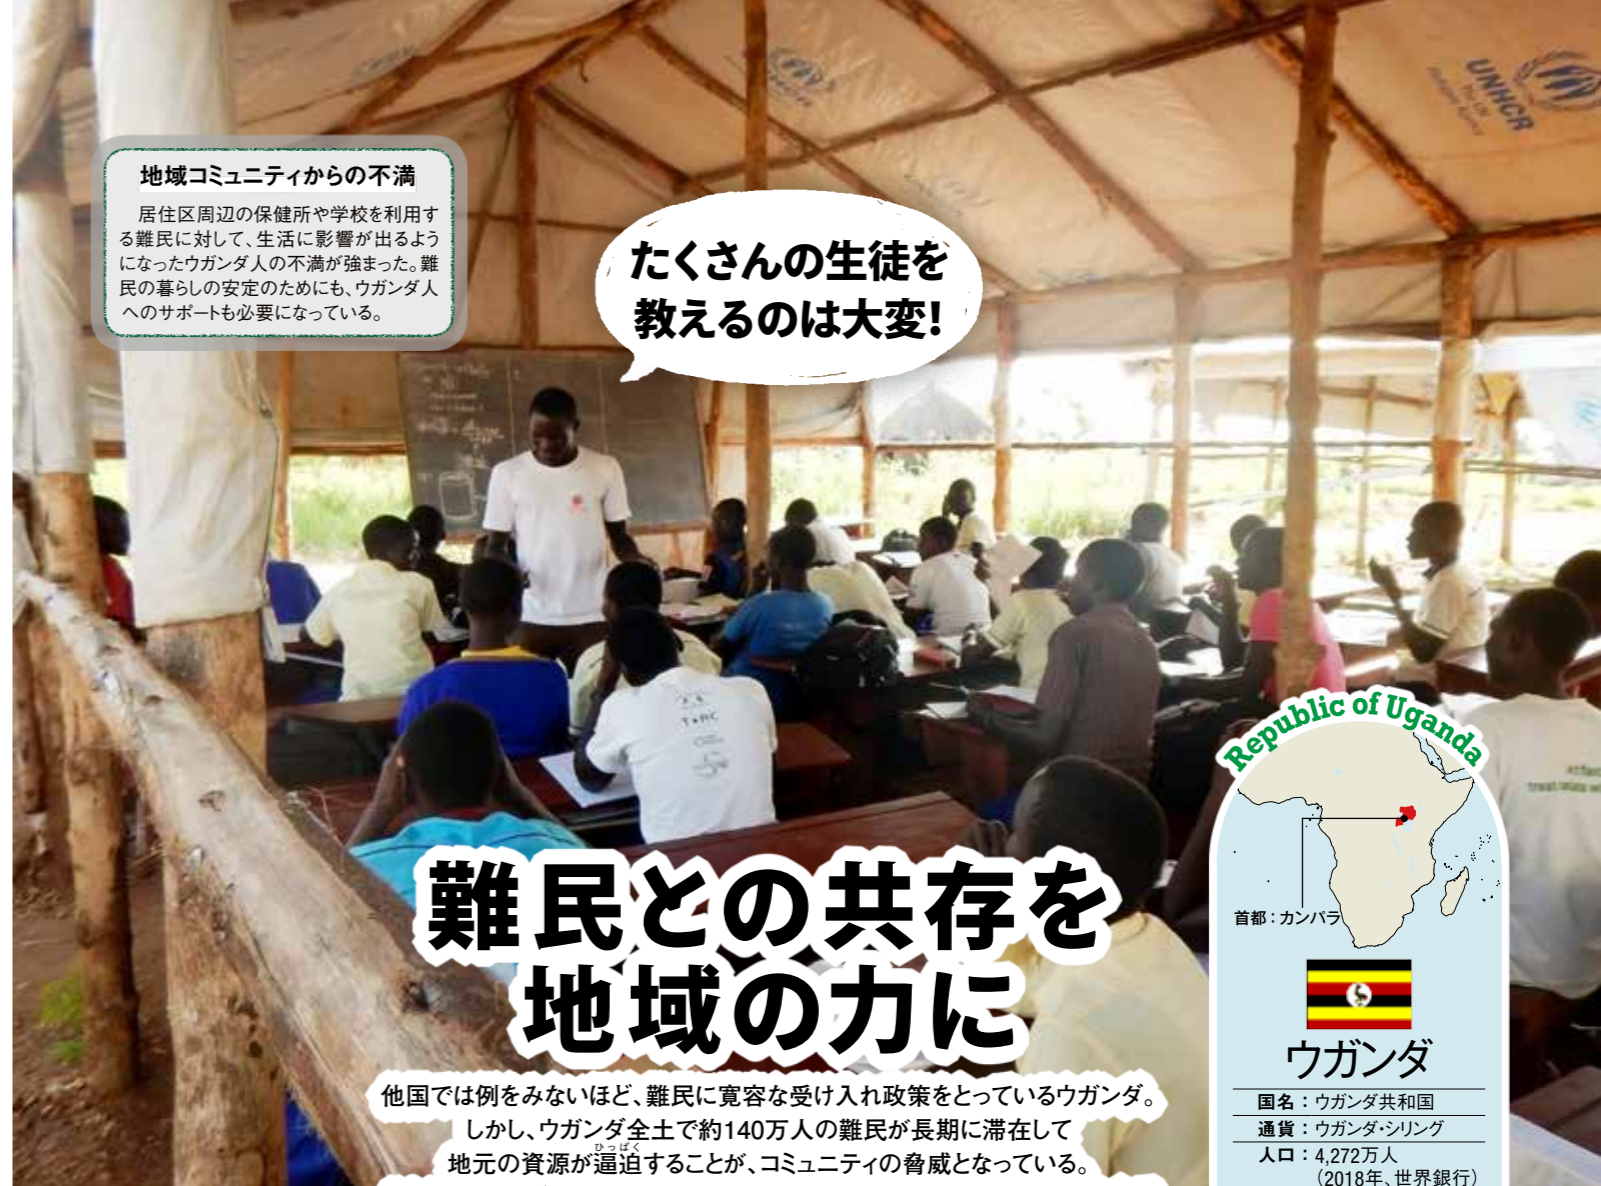 地域コミュニティからの不満
居住区周辺の保健所や学校を利用す
る難民に対して、生活に影響が出るよう
になったウガンダ人の不満が強まった。難
民の暮らしの安定のためにも、ウガンダ人
へのサポートも必要になっている。
たくさんの生徒を
教えるのは大変!
UNHCR
難民との共存を
地域の力に
他国では例をみないほど、難民に寛容な受け入れ政策をとっているウガンダ。
しかし、ウガンダ全土で約140万人の難民が長期に滞在して
ひっぱく
地元の資源が逼迫することが、コミュニティの脅威となっている。
Republic of Uganda
首都：カンパラ
ウガンダ
国名：ウガンダ共和国
通貨：ウガンダ・シリング
人口：4,272万人
（2018年、世界銀行）